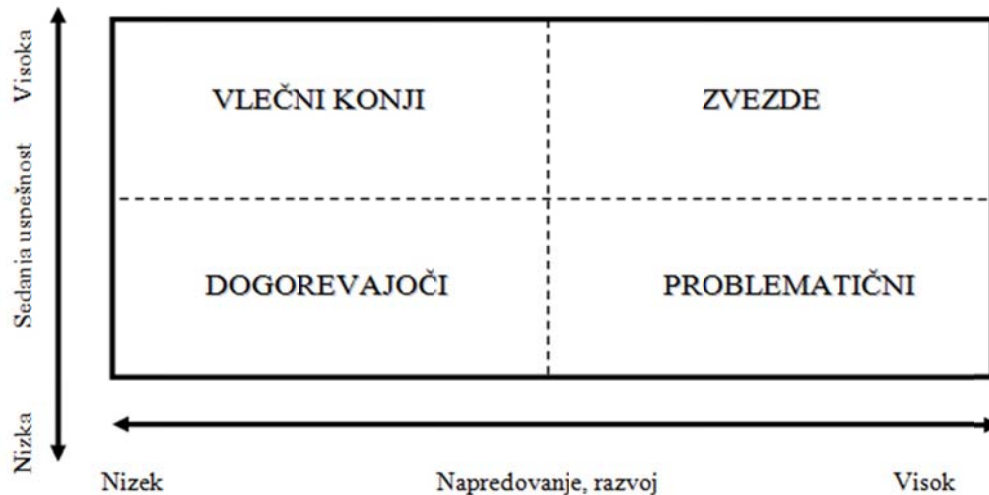 Visoka
VLEČNI KONJI
ZVEZDE
Sedanja uspešnost
DOGOREVAJOČI
PROBLEMATIČNI
Nizka
Nizek
Napredovanje, razvoj
Visok